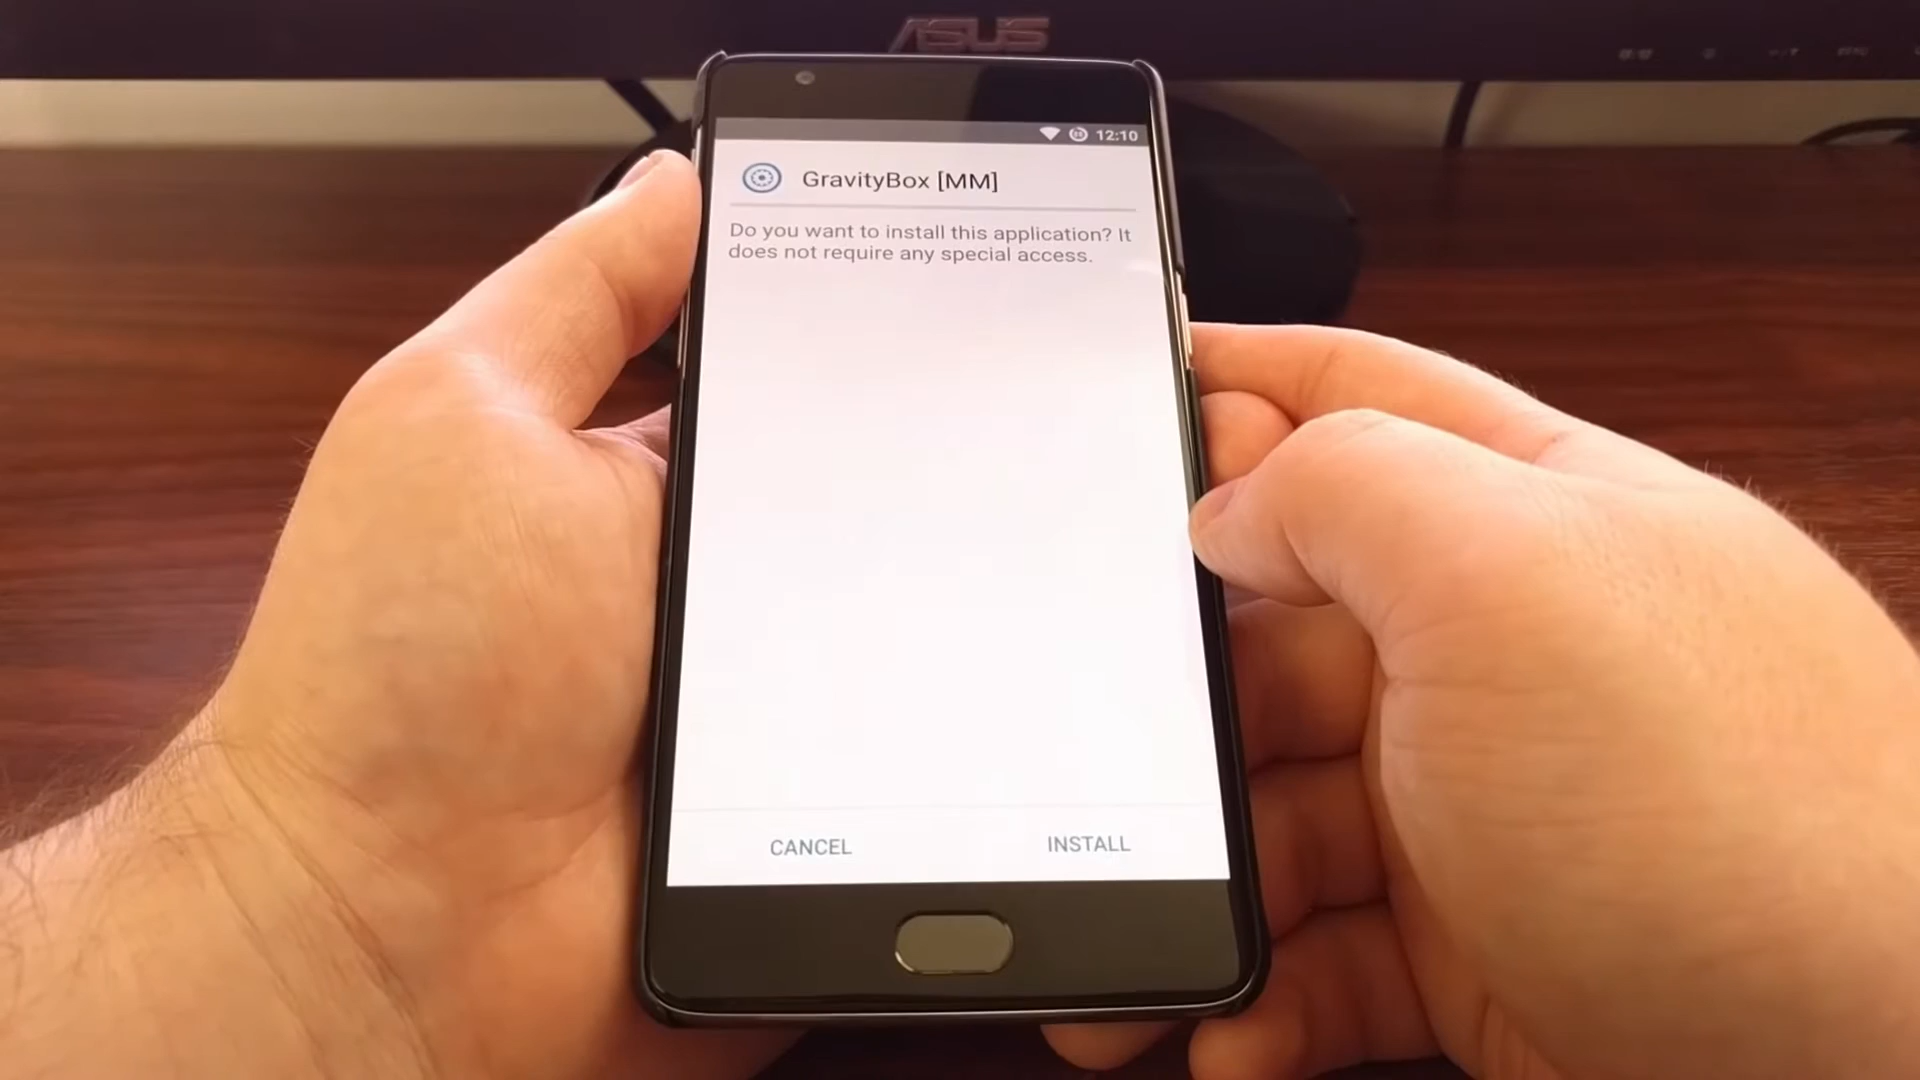 ASUS
12:10
GravityBox [MM]
Do you want to install this application? It
does not require any special access.
CANCEL
INSTALL